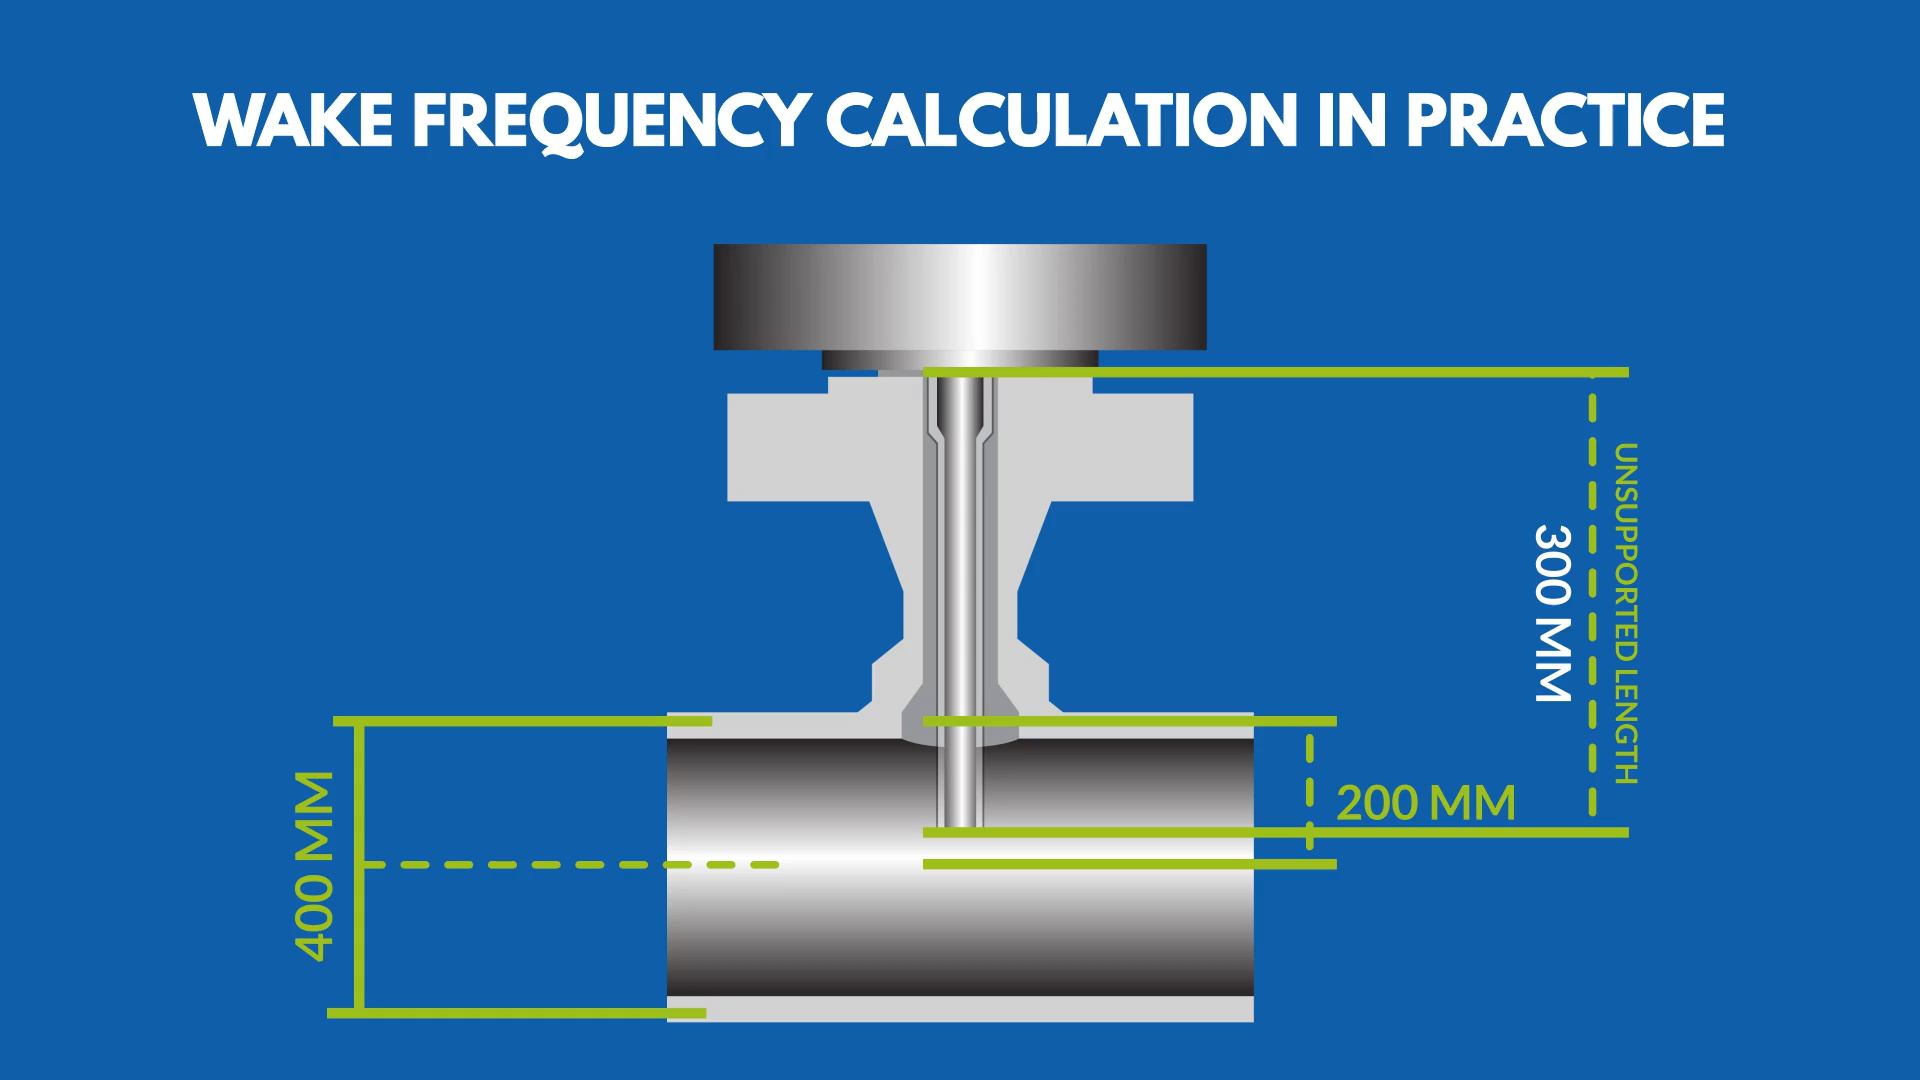 WAKE FREQUENCY CALCULATION IN PRACTICE
400 MM
200 MM
300 MM
UNSUPPORTED LENGTH